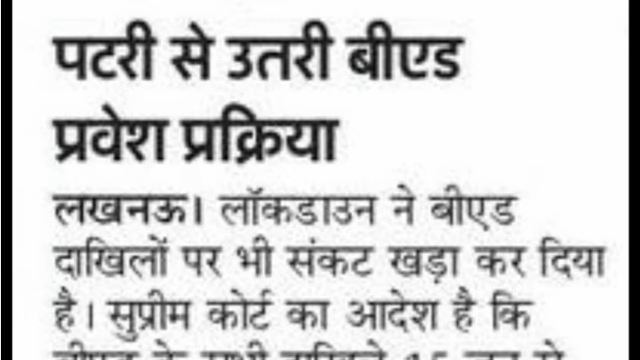 पटरी से उतरी बीएड
प्रवेश प्रक्रिया
लखनऊ। लॉकडाउन ने बीएड
दाखिलों पर भी संकट खड़ा कर दिया
है। सुप्रीम कोर्ट का आदेश है कि